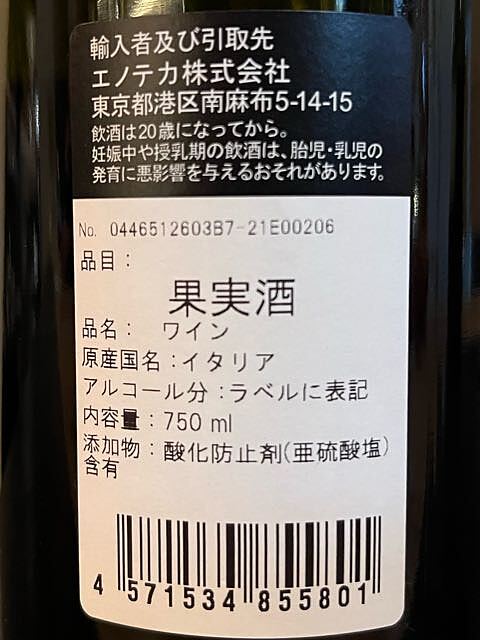 輸入者及び引取先
エノテカ株式会社
東京都港区南麻布5-14-15
飲酒は20歳になってから。
妊娠中や授乳期の飲酒は、胎児・乳児の
発育に悪影響を与えるおそれがあります。
No. 0446512603B7-21E00206
品目：
果実酒
品名： ワイン
原産国名：イタリア
アルコール分：ラベルに表記
内容量：750 ml
添加物：酸化防止剤(亜硫酸塩)
含有
4 571534 855801